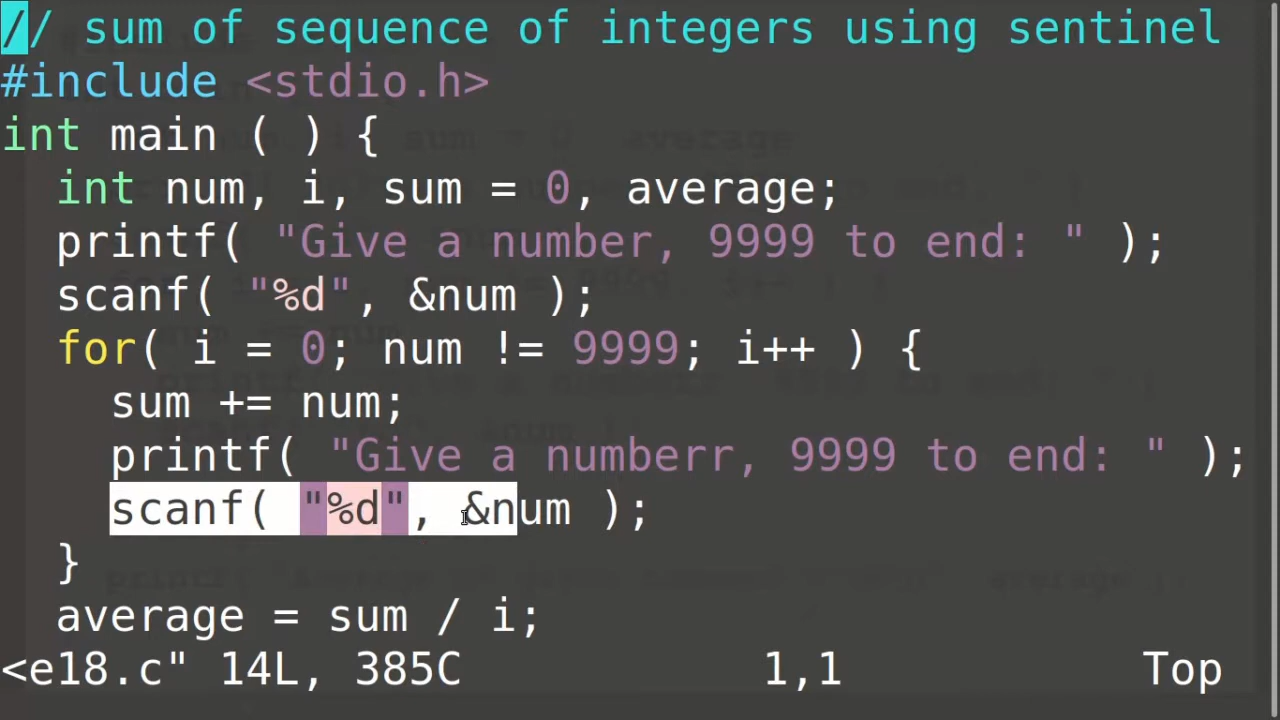 // sum of sequence of integers using sentinel
#include <stdio.h>
int main ( ) {
  int num, i, sum = 0, average;
  printf( "Give a number, 9999 to end: " );
  scanf( "%d", &num );
  for( i = 0; num != 9999; i++ ) {
    sum += num;
    printf( "Give a numberr, 9999 to end: " );
    scanf( "%d", &num );
  }
  average = sum / i;
<e18.c" 14L, 385C 1,1 Top